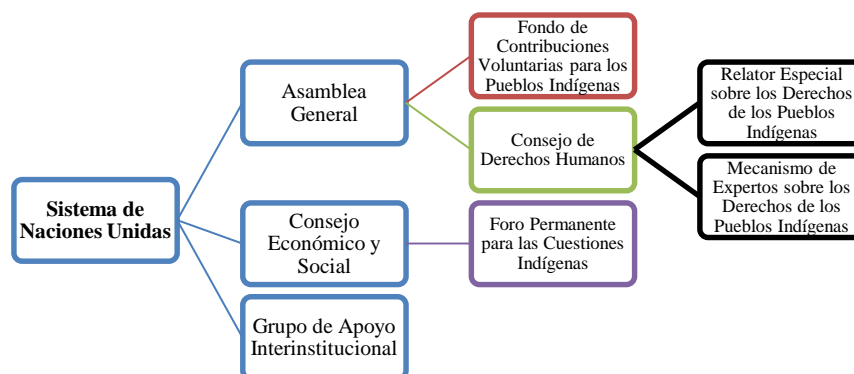 Sistema de
Naciones Unidas
Asamblea
General
Fondo de
Contribuciones
Voluntarias para los
Pueblos Indígenas
Consejo de
Derechos Humanos
Relator Especial
sobre los Derechos
de los Pueblos
Indígenas
Mecanismo de
Expertos sobre los
Derechos de los
Pueblos Indígenas
Consejo
Económico y
Social
Foro Permanente
para las Cuestiones
Indígenas
Grupo de Apoyo
Interinstitucional